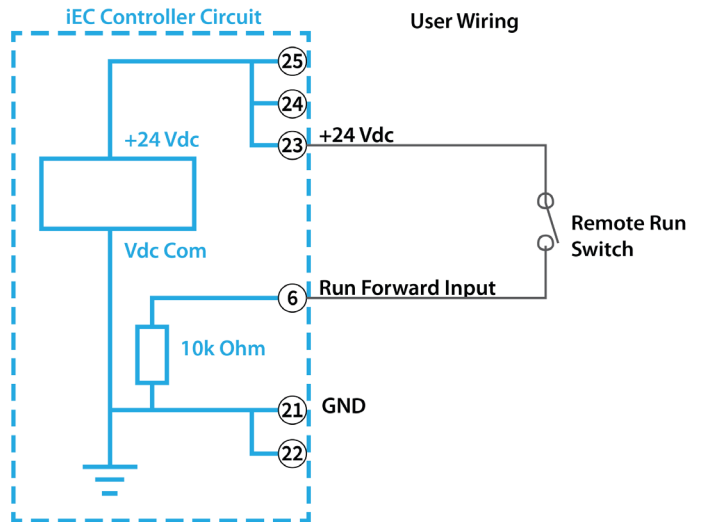 iEC Controller Circuit
User Wiring
25
24
+24 Vdc
23
+24 Vdc
Remote Run
Switch
Vdc Com
6
Run Forward Input
10k Ohm
21
GND
22